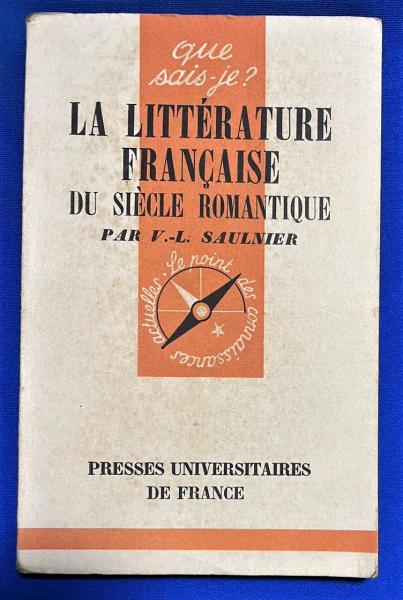 que
sais-je?
LA LITTÉRATURE
FRANÇAISE
DU SIÈCLE ROMANTIQUE
PAR V.-L. SAULNIER
Le point des connaissances actuelles
PRESSES UNIVERSITAIRES
DE FRANCE